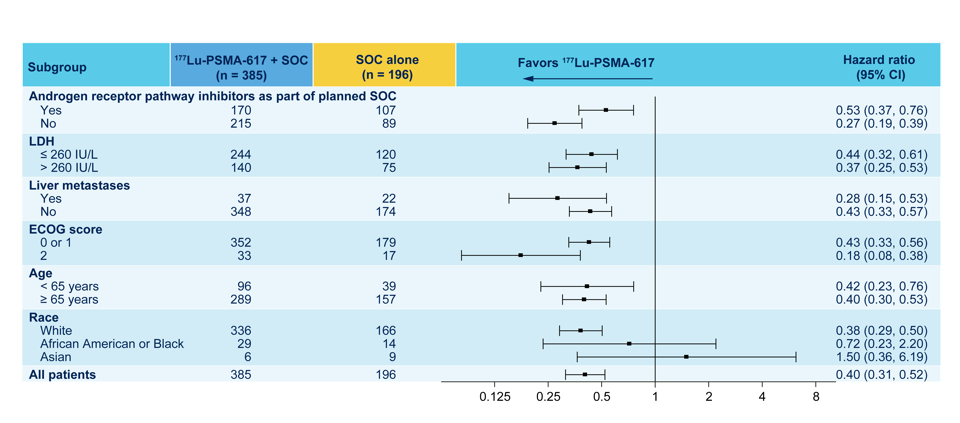 Subgroup
¹⁷⁷Lu-PSMA-617 + SOC
(n = 385)
SOC alone
(n = 196)
Favors ¹⁷⁷Lu-PSMA-617
Hazard ratio
(95% CI)
Androgen receptor pathway inhibitors as part of planned SOC
Yes 170 107 0.53 (0.37, 0.76)
No 215 89 0.27 (0.19, 0.39)
LDH
≤ 260 IU/L 244 120 0.44 (0.32, 0.61)
> 260 IU/L 140 75 0.37 (0.25, 0.53)
Liver metastases
Yes 37 22 0.28 (0.15, 0.53)
No 348 174 0.43 (0.33, 0.57)
ECOG score
0 or 1 352 179 0.43 (0.33, 0.56)
2 33 17 0.18 (0.08, 0.38)
Age
< 65 years 96 39 0.42 (0.23, 0.76)
≥ 65 years 289 157 0.40 (0.30, 0.53)
Race
White 336 166 0.38 (0.29, 0.50)
African American or Black 29 14 0.72 (0.23, 2.20)
Asian 6 9 1.50 (0.36, 6.19)
All patients 385 196 0.40 (0.31, 0.52)
0.125 0.25 0.5 1 2 4 8